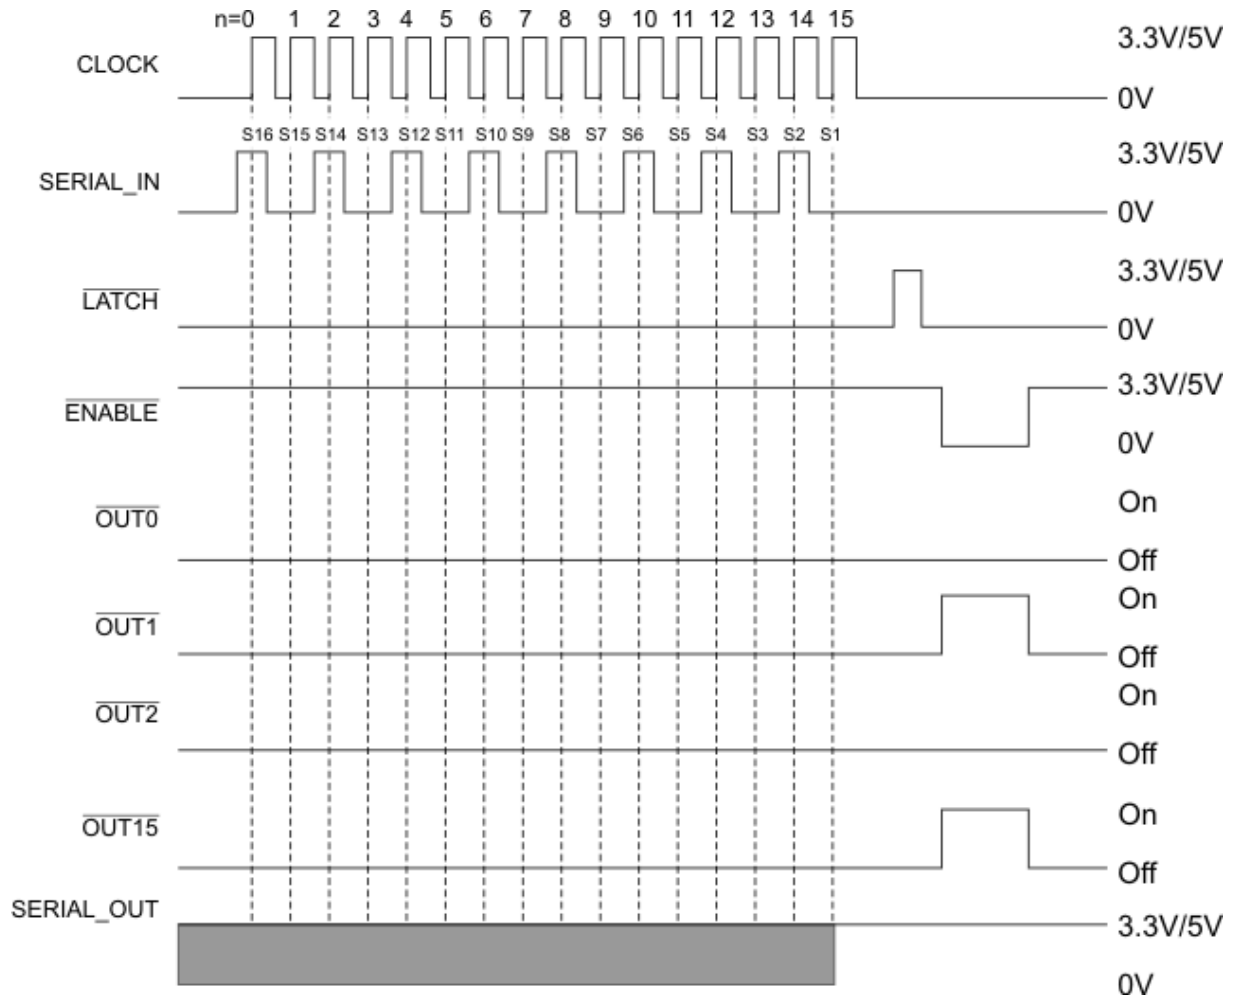 n=0 1 2 3 4 5 6 7 8 9 10 11 12 13 14 15
CLOCK
3.3V/5V
0V
S16 S15 S14 S13 S12 S11 S10 S9 S8 S7 S6 S5 S4 S3 S2 S1
SERIAL_IN
3.3V/5V
0V
LATCH
3.3V/5V
0V
ENABLE
3.3V/5V
0V
OUT0
On
Off
OUT1
On
Off
OUT2
On
Off
OUT15
On
Off
SERIAL_OUT
3.3V/5V
0V